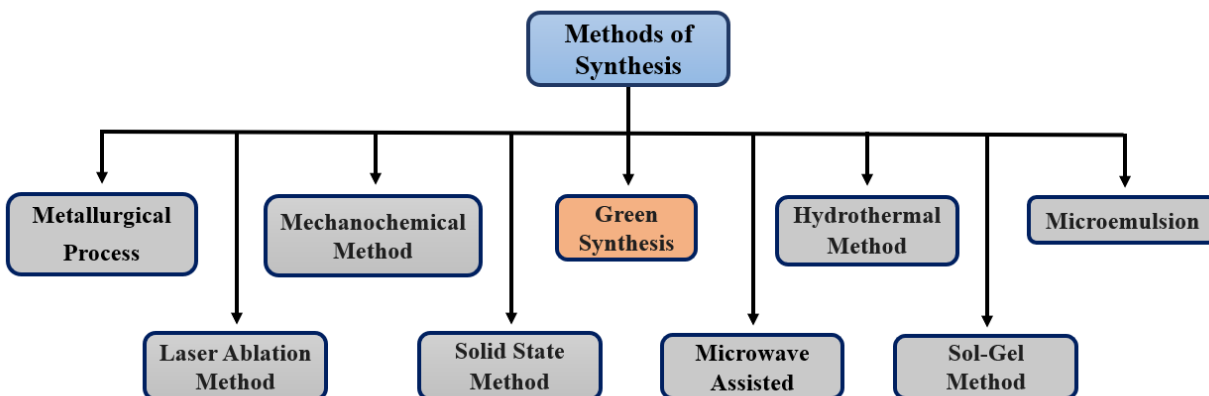 Methods of
Synthesis
Metallurgical
Process
Mechanochemical
Method
Green
Synthesis
Hydrothermal
Method
Microemulsion
Laser Ablation
Method
Solid State
Method
Microwave
Assisted
Sol-Gel
Method